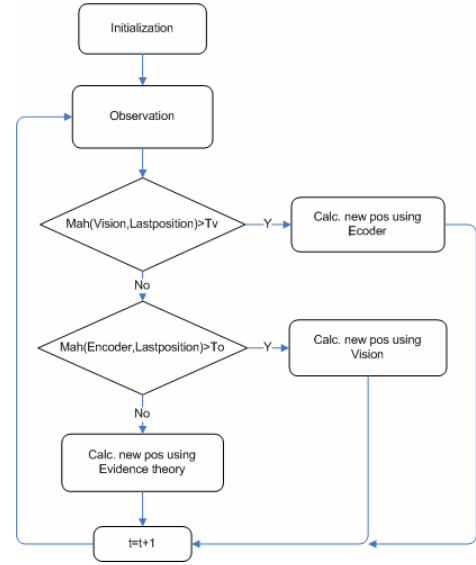 Initialization
Observation
Mah(Vision,Lastposition)>Tv
Y
Calc. new pos using
Ecoder
No
Mah(Encoder,Lastposition)>To
Y
Calc. new pos using
Vision
No
Calc. new pos using
Evidence theory
t=t+1